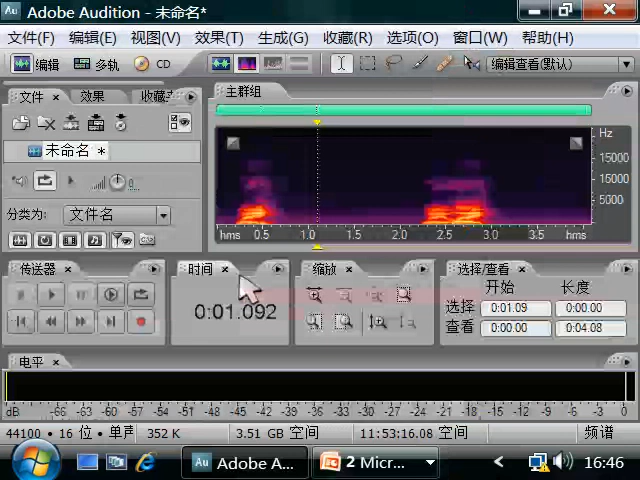 Au Adobe Audition - 未命名*
文件(F) 编辑(E) 视图(V) 效果(T) 生成(G) 收藏(R) 选项(O) 窗口(W) 帮助(H)
编辑 多轨 CD 编辑查看(默认)
文件 × 效果 收藏
主群组
未命名 *
Hz
15000
15000
5000
分类为: 文件名
hms 0.5 1.0 1.5 2.0 2.5 3.0 3.5 hms
传送器 × 时间 × 缩放 × 选择/查看 ×
开始 长度
0:01.092
选择 0:01.09 0:00.00
查看 0:00.00 0:04.08
电平 ×
dB -66 -63 -60 -57 -54 -51 -48 -45 -42 -39 -36 -33 -30 -27 -24 -21 -18 -15 -12 -9 -6 -3 0
44100 • 16 位 • 单声 352 K 3.51 GB 空间 11:53:16.08 空间 频谱
Au Adobe A... 2 Micr... < 16:46